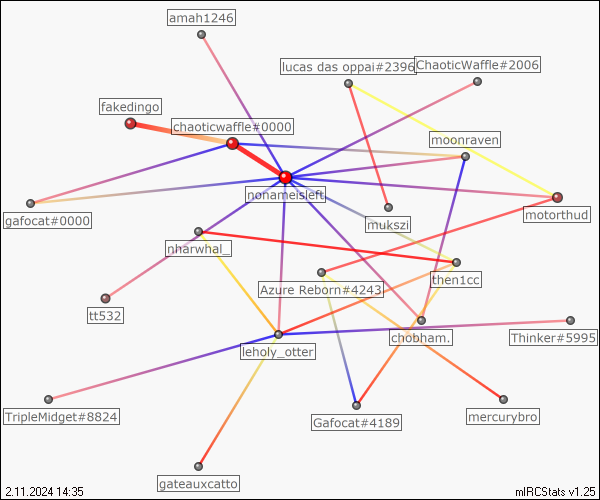 amah1246
lucas das oppai#2396
ChaoticWaffle#2006
fakedingo
chaoticwaffle#0000
moonraven
nonameisleft
gafocat#0000
mukszi
motorthud
nharwhal_
Azure Reborn#4243
then1cc
tt532
leholy_otter
chobham.
Thinker#5995
TripleMidget#8824
Gafocat#4189
mercurybro
gateauxcatto
2.11.2024 14:35
mIRCStats v1.25